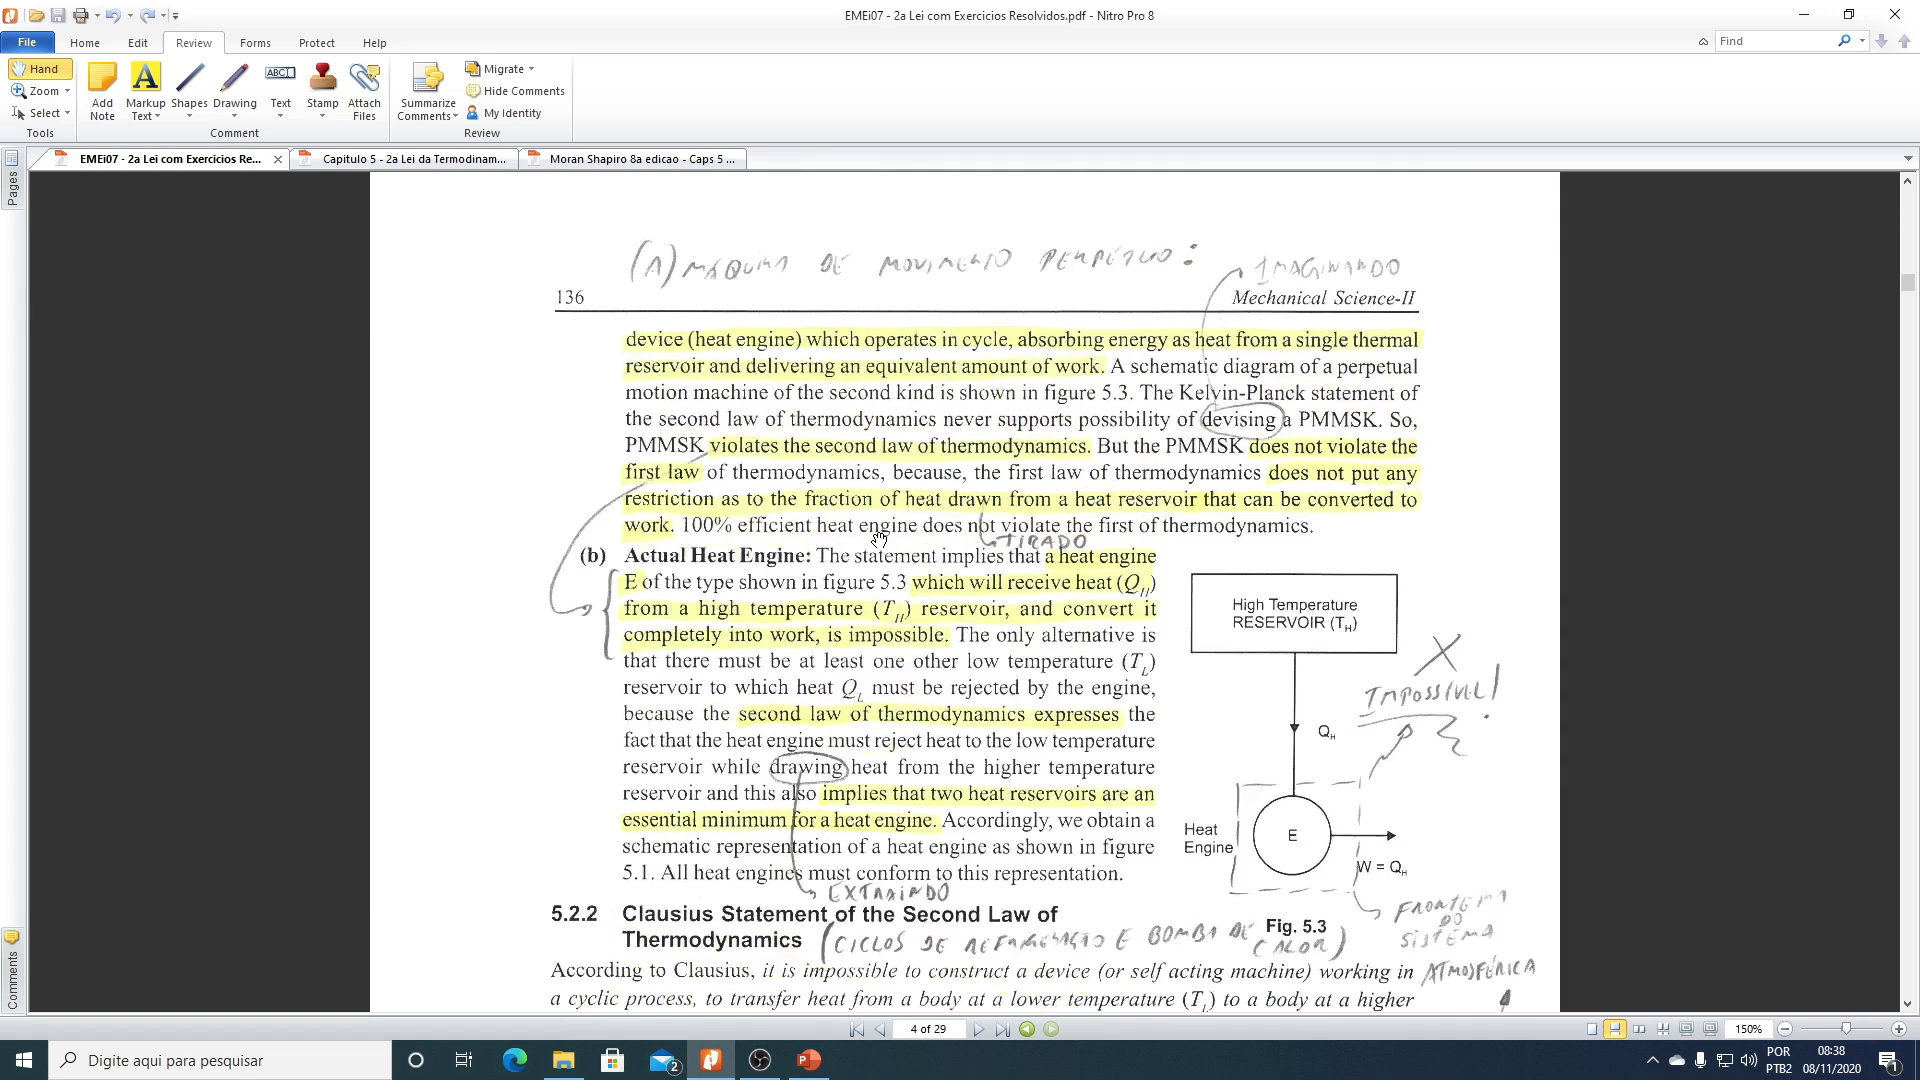 EMEi07 - 2a Lei com Exercicios Resolvidos.pdf - Nitro Pro 8
File Home Edit Review Forms Protect Help
Find
Hand
Zoom
Select
Tools
Add Note
Markup Text
Shapes
Drawing
Text
Stamp
Attach Files
Comment
Summarize Comments
Migrate
Hide Comments
My Identity
Review
EMEi07 - 2a Lei com Exercicios Re...
Capitulo 5 - 2a Lei da Termodinam...
Moran Shapiro 8a edicao - Caps 5 ...
Pages
Comments
(A) MÁQUINA DE MOVIMENTO PERPÉTUO:
IMAGINANDO
136 Mechanical Science-II
device (heat engine) which operates in cycle, absorbing energy as heat from a single thermal
reservoir and delivering an equivalent amount of work. A schematic diagram of a perpetual
motion machine of the second kind is shown in figure 5.3. The Kelvin-Planck statement of
the second law of thermodynamics never supports possibility of devising a PMMSK. So,
PMMSK violates the second law of thermodynamics. But the PMMSK does not violate the
first law of thermodynamics, because, the first law of thermodynamics does not put any
restriction as to the fraction of heat drawn from a heat reservoir that can be converted to
work. 100% efficient heat engine does not violate the first of thermodynamics.
TIRADO
(b) Actual Heat Engine: The statement implies that a heat engine
E of the type shown in figure 5.3 which will receive heat (QH)
from a high temperature (TH) reservoir, and convert it
completely into work, is impossible. The only alternative is
that there must be at least one other low temperature (TL)
reservoir to which heat QL must be rejected by the engine,
because the second law of thermodynamics expresses the
fact that the heat engine must reject heat to the low temperature
reservoir while drawing heat from the higher temperature
reservoir and this also implies that two heat reservoirs are an
essential minimum for a heat engine. Accordingly, we obtain a
schematic representation of a heat engine as shown in figure
5.1. All heat engines must conform to this representation.
EXTRAINDO
High Temperature
RESERVOIR (TH)
X
IMPOSSÍVEL!
QH
Heat
Engine
E
W = QH
FRONTEIRA
DO
SISTEMA
Fig. 5.3
5.2.2 Clausius Statement of the Second Law of
Thermodynamics (CICLOS DE REFRIGERAÇÃO E BOMBA DE CALOR)
According to Clausius, it is impossible to construct a device (or self acting machine) working in
ATMOSFÉRICA
a cyclic process, to transfer heat from a body at a lower temperature (TL) to a body at a higher
4 of 29
150%
Digite aqui para pesquisar
2
POR
PTB2
08:38
08/11/2020
1